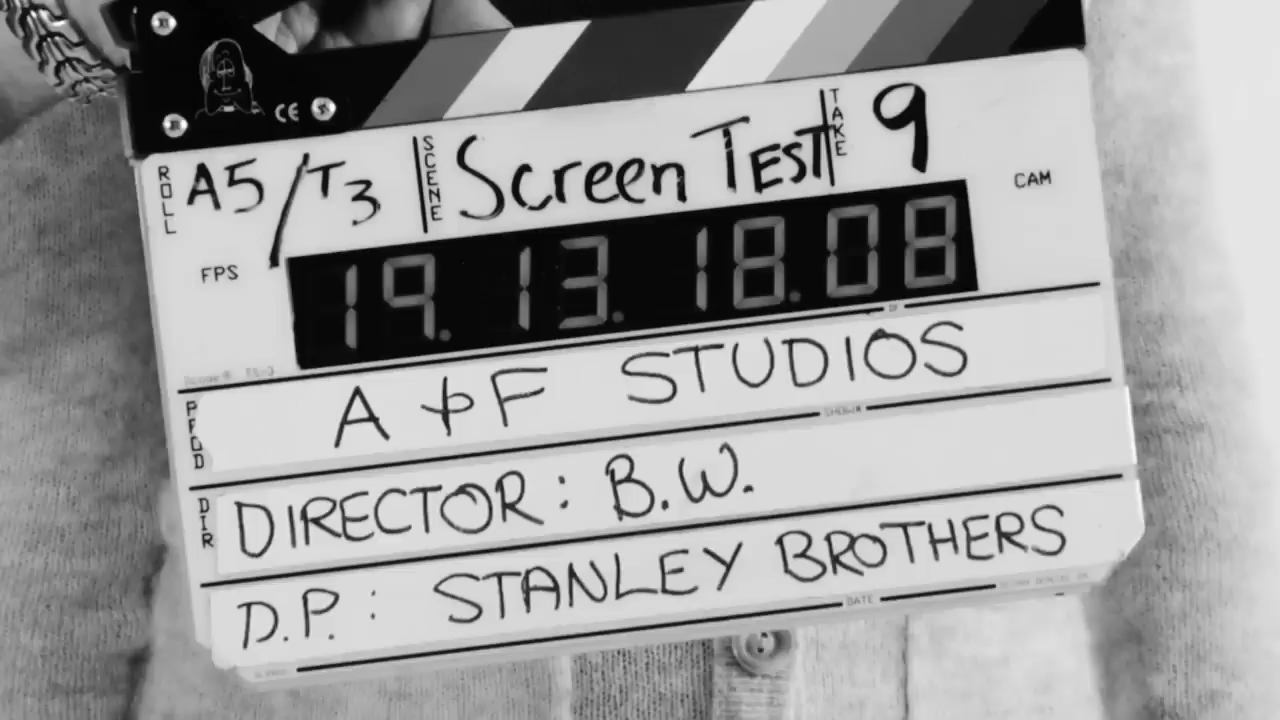 CE
ROLL A5/T3 SCENE Screen TEST TAKE 9
CAM
FPS
19.13.18.08
PROD A &F STUDIOS
DIR DIRECTOR: B.W.
D.P.: STANLEY BROTHERS
DATE